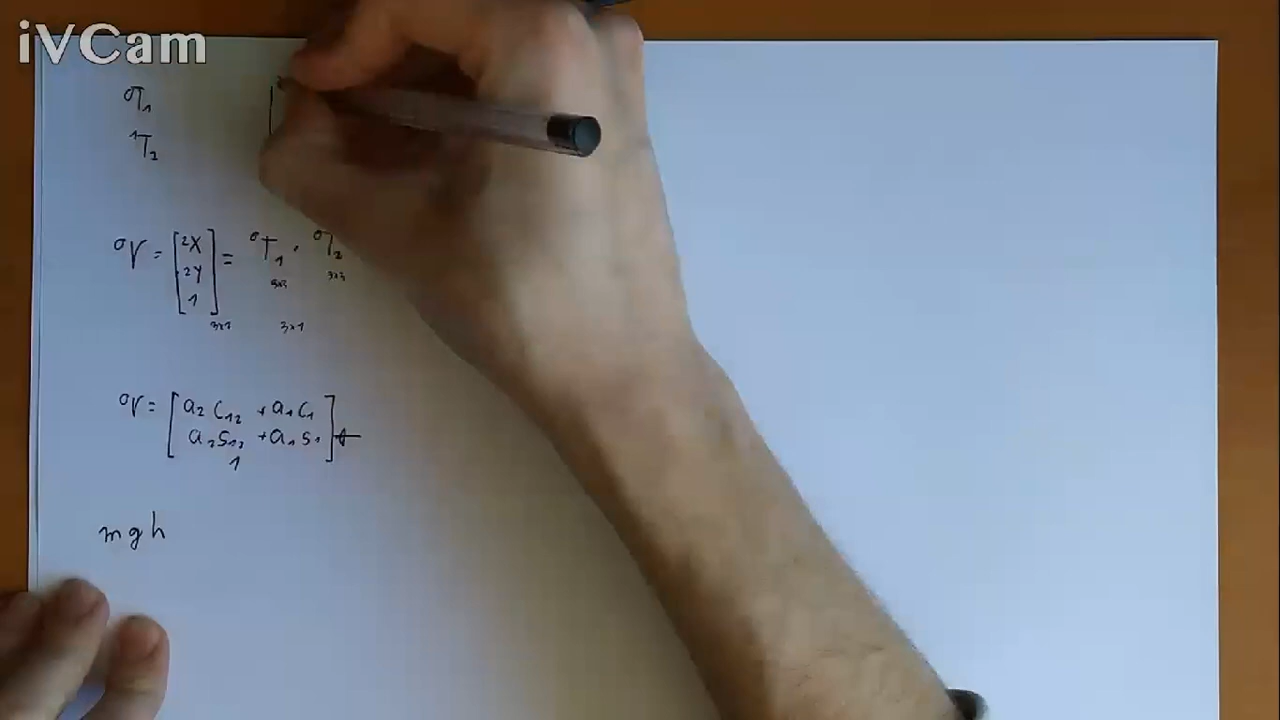 iVCam
⁰T₁
¹T₂
⁰r = [²X ²Y 1] = ⁰T₁ · ⁰T₂
3x3 3x3
3x1 3x1
⁰r = [a₂ c₁₂ + a₁ c₁
a₂ s₁₂ + a₁ s₁
1]
m g h